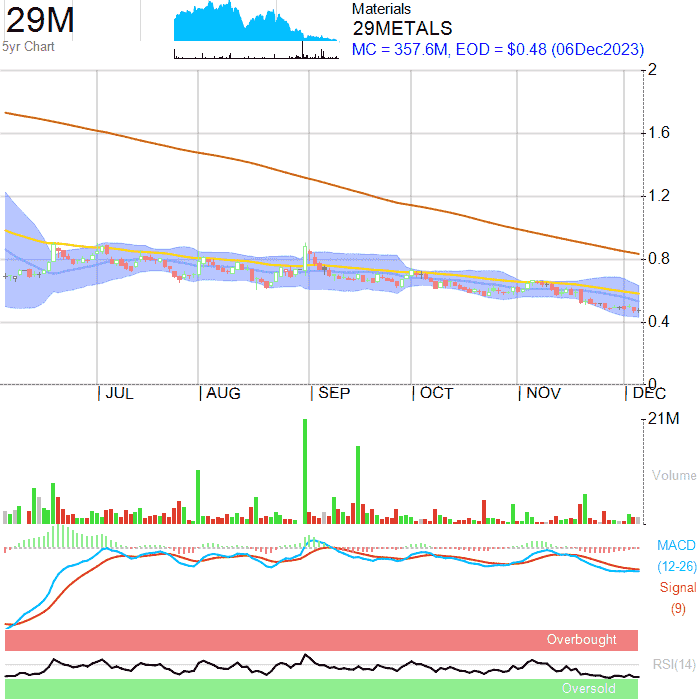 29M
5yr Chart
Materials
29METALS
MC = 357.6M, EOD = $0.48 (06Dec2023)
2
1.6
1.2
0.8
0.4
0
JUL AUG SEP OCT NOV DEC
21M
Volume
MACD
(12-26)
Signal
(9)
Overbought
RSI(14)
Oversold